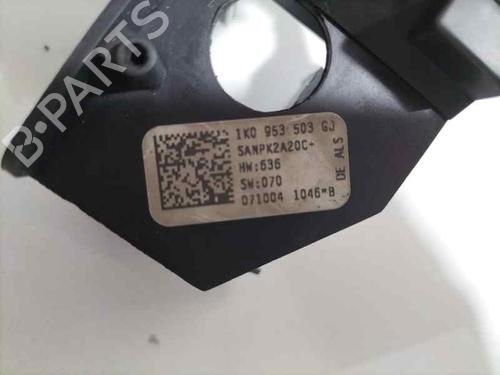 1K0 953 503 GJ
5ANPK2A20C+
HW:636
SW:070
071004 1046*B
DE ALS
B-PARTS